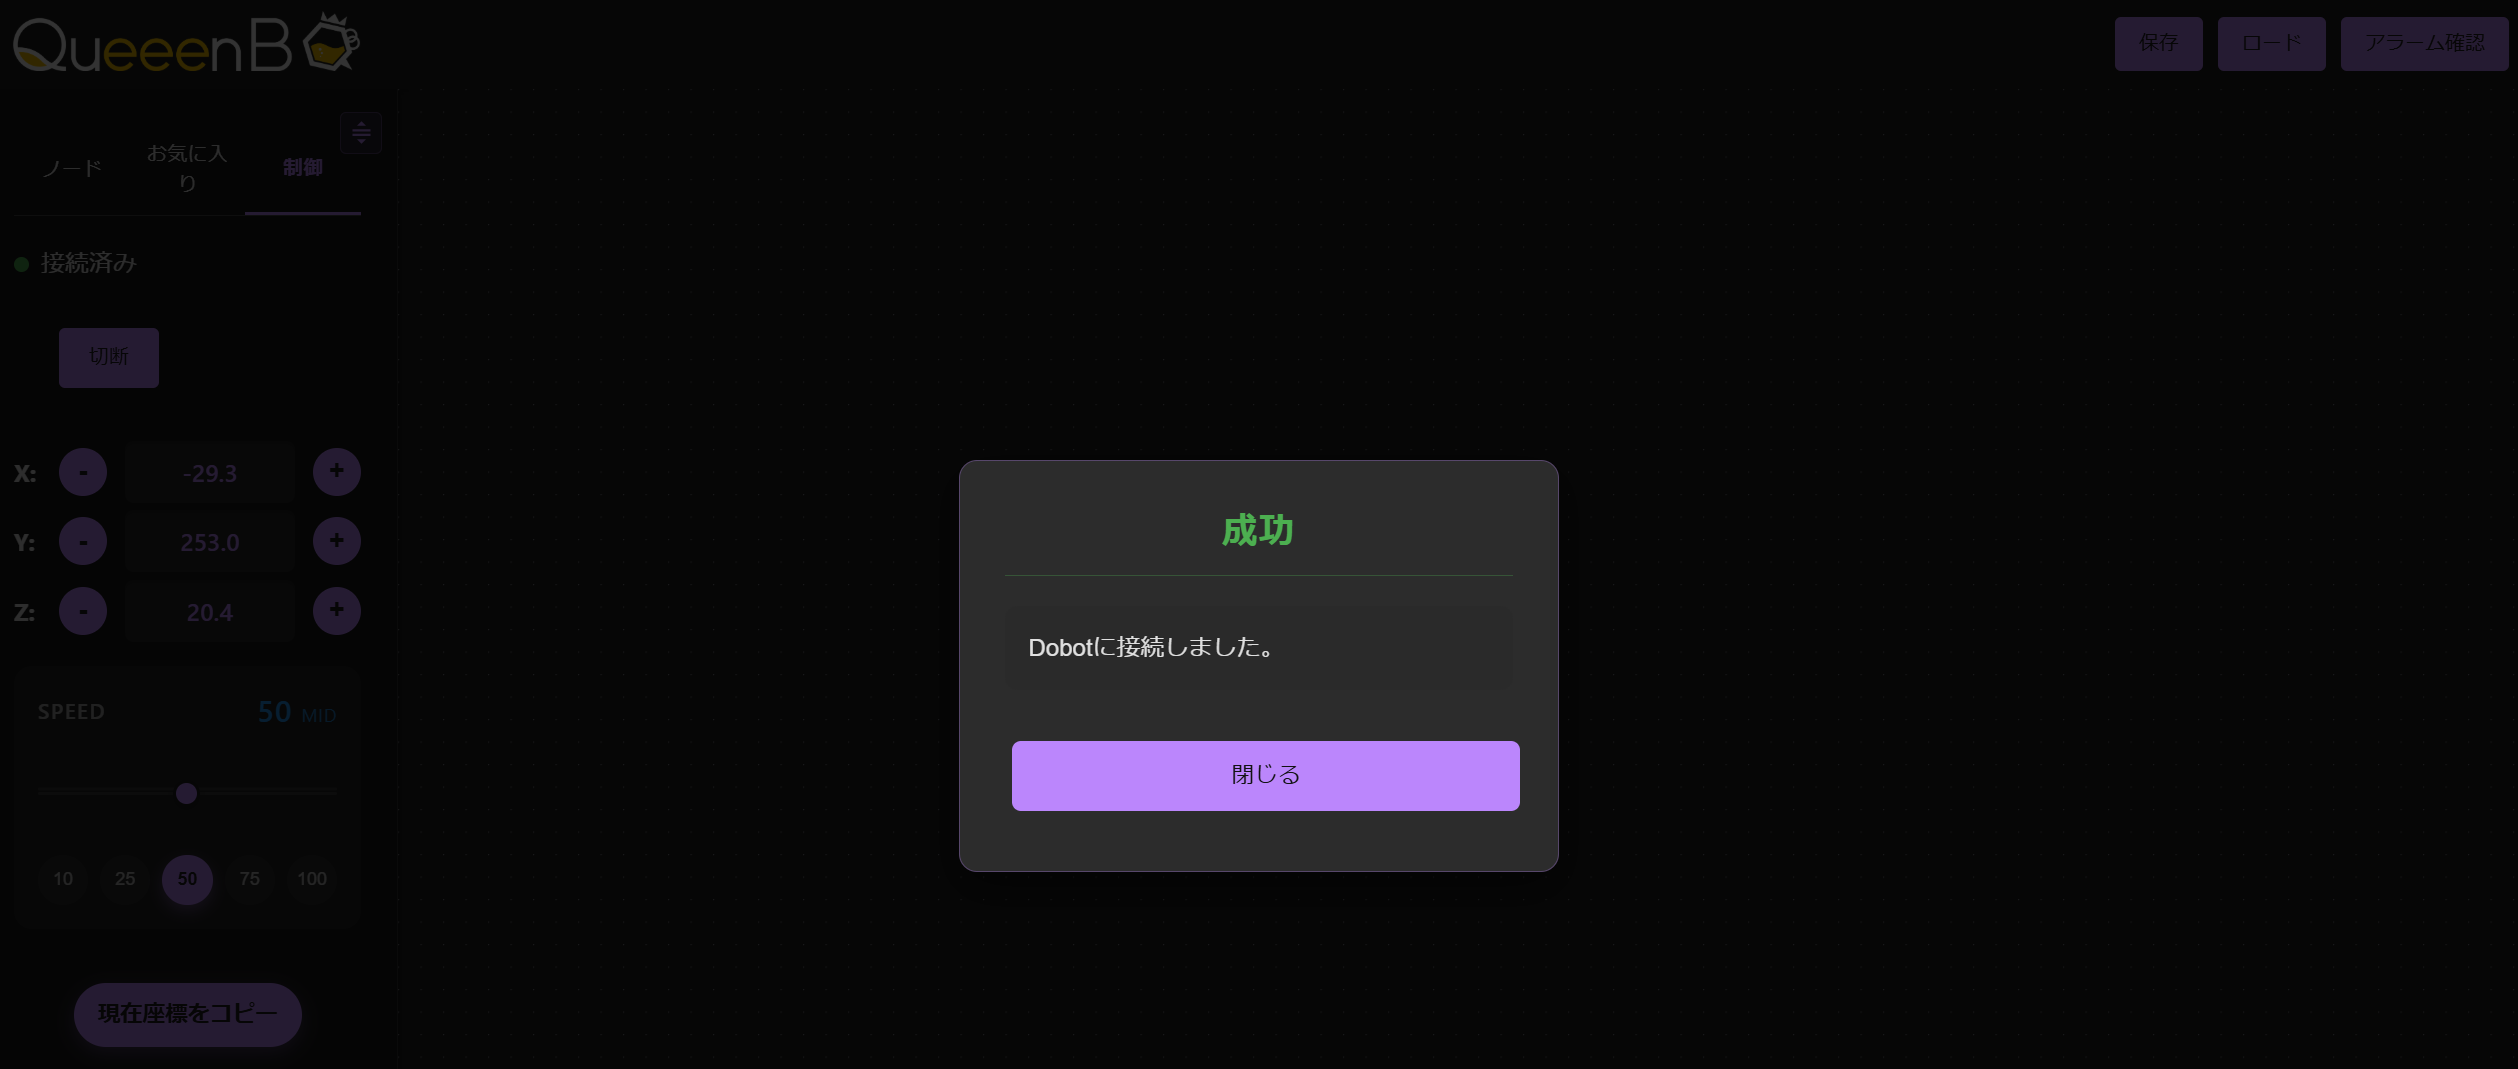 QueeenB
保存 ロード アラーム確認
ノード お気に入り 制御
接続済み
切断
X: - -29.3 +
Y: - 253.0 +
Z: - 20.4 +
SPEED 50 MID
10 25 50 75 100
現在座標をコピー
成功
Dobotに接続しました。
閉じる